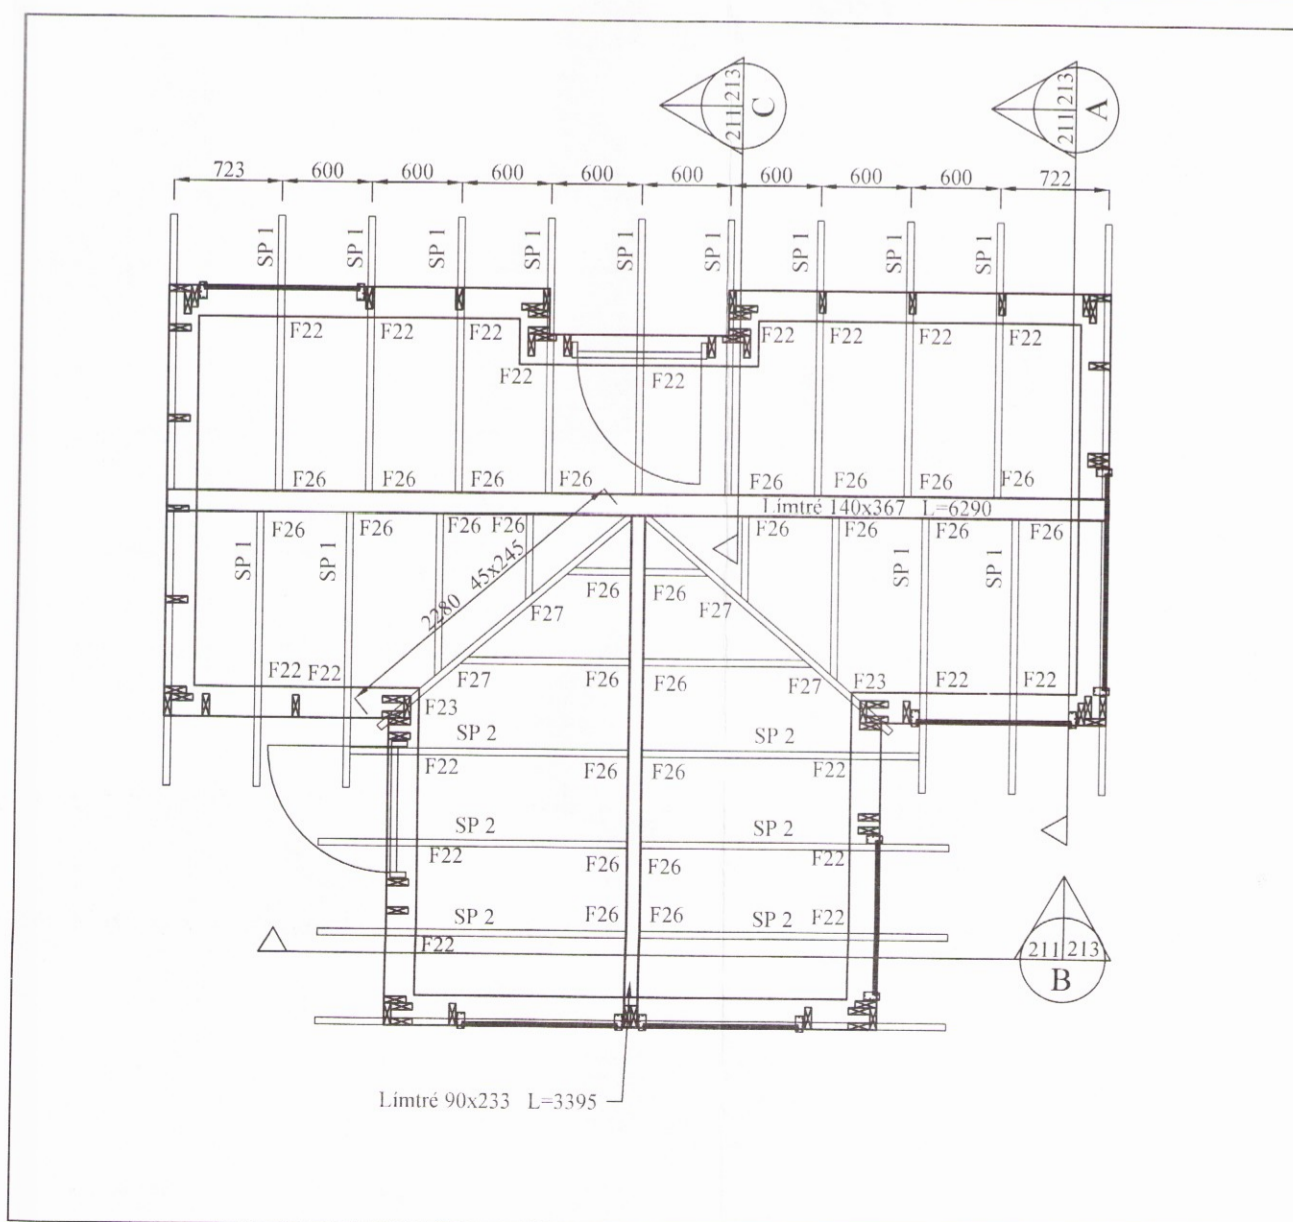 211 213
C
211 213
A
723 600 600 600 600 600 600 600 600 722
SP 1 SP 1 SP 1 SP 1 SP 1 SP 1 SP 1 SP 1 SP 1
F22 F22 F22 F22 F22 F22 F22
F22 F22
F26 F26 F26 F26 F26 F26 F26 F26
Límtré 140x367 L=6290
F26 F26 F26 F26 F26 F26 F26 F26
SP 1 SP 1 SP 1 SP 1
2280 45x245
F27 F26 F26 F27
F22 F22 F27 F26 F26 F27 F23 F22 F22
F23
SP 2 SP 2
F22 F26 F26 F22
SP 2 SP 2
F22 F26 F26 F22
SP 2 SP 2
F22 F26 F26 F22
211 213
B
Límtré 90x233 L=3395